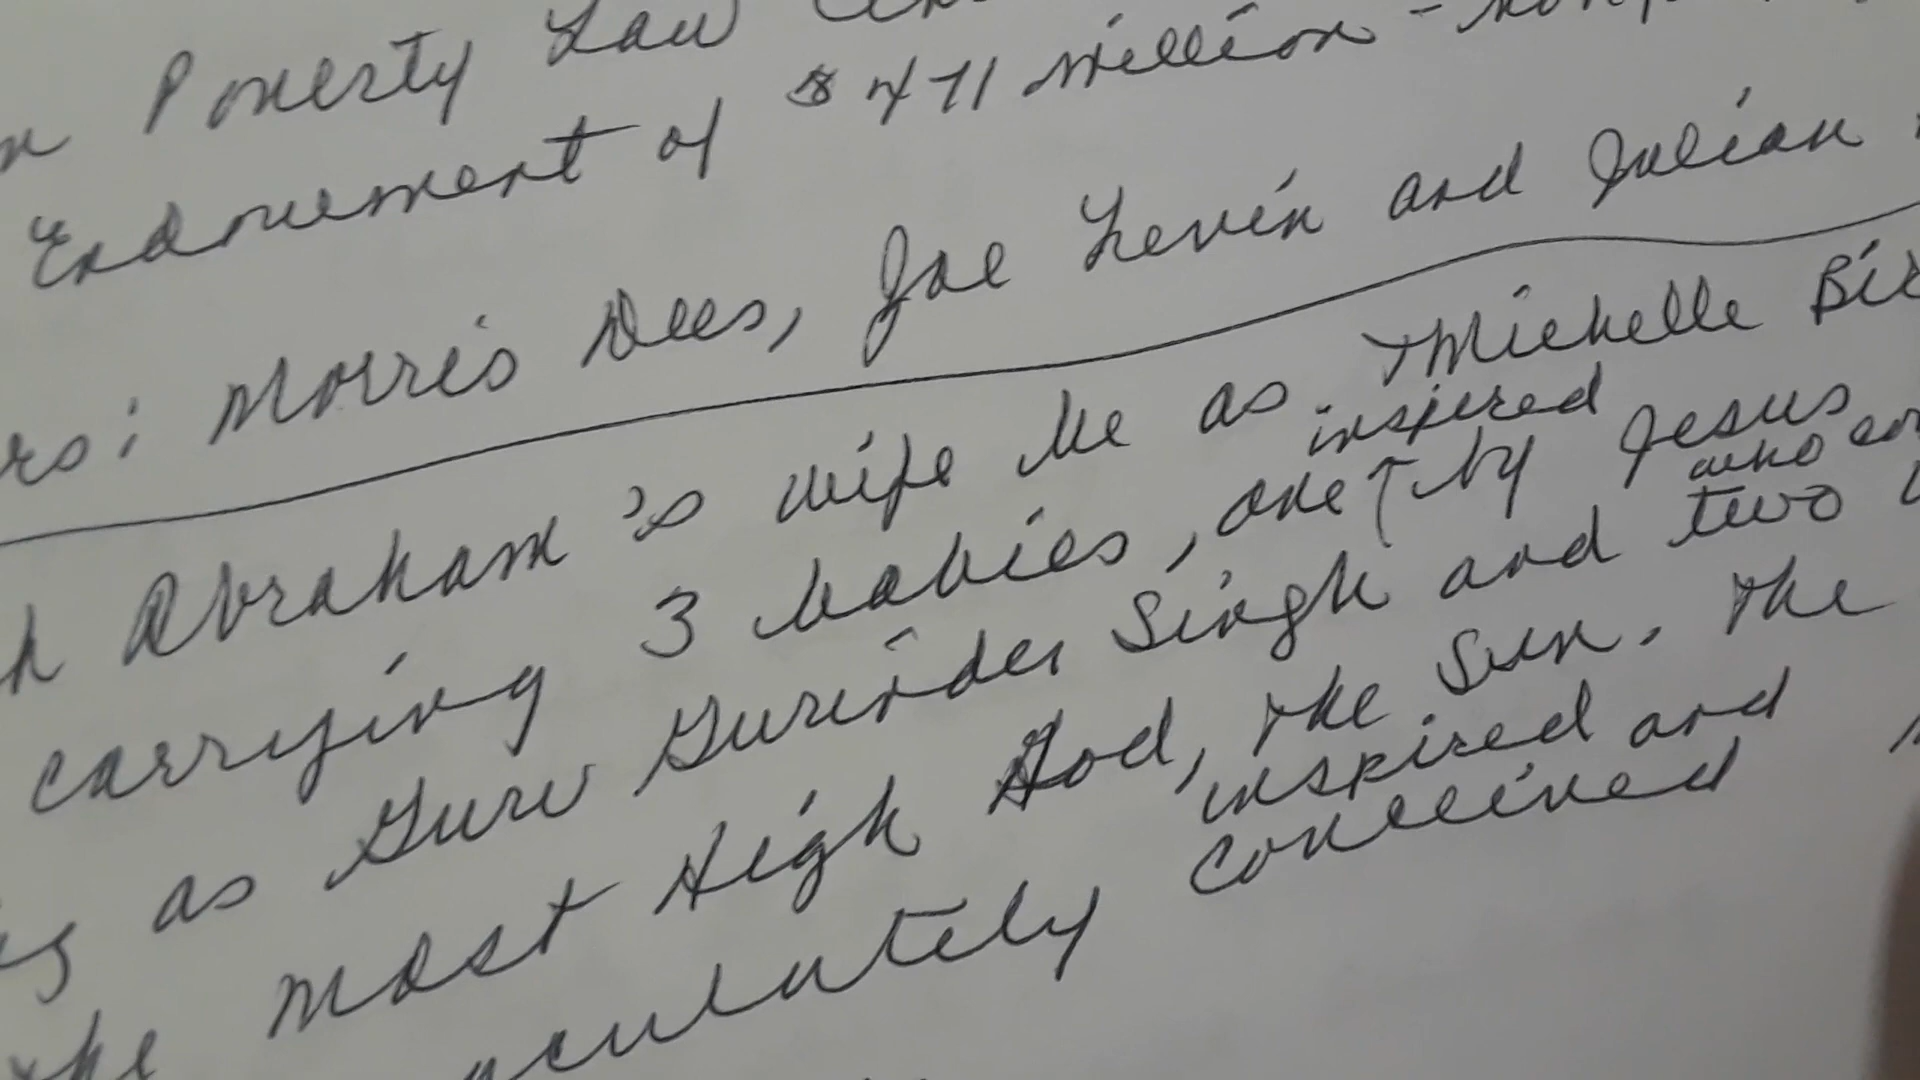 Poverty Law
Endowment of $471 million -
Morris Dees, Joe Levin and Julian
Abraham's wife Me as Michelle
carrying 3 babies, one inspired by Jesus
as Guru Gurinder Singh and two who
most High God, the Sun. The
inspired and
conceived